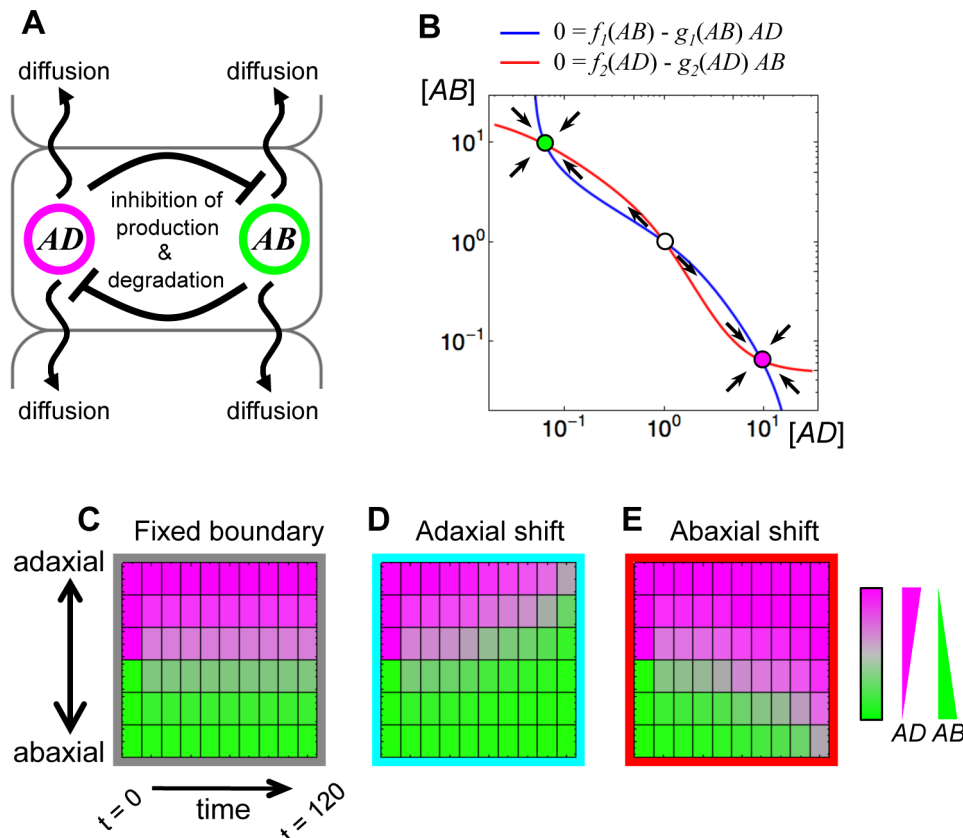 A
diffusion
diffusion
AD
inhibition of
production
&
degradation
AB
diffusion
diffusion
B
0 = f1(AB) - g1(AB) AD
0 = f2(AD) - g2(AD) AB
[AB]
10^1
10^0
10^-1
10^-1
10^0
10^1
[AD]
C
Fixed boundary
D
Adaxial shift
E
Abaxial shift
adaxial
abaxial
t = 0
time
t = 120
AD
AB